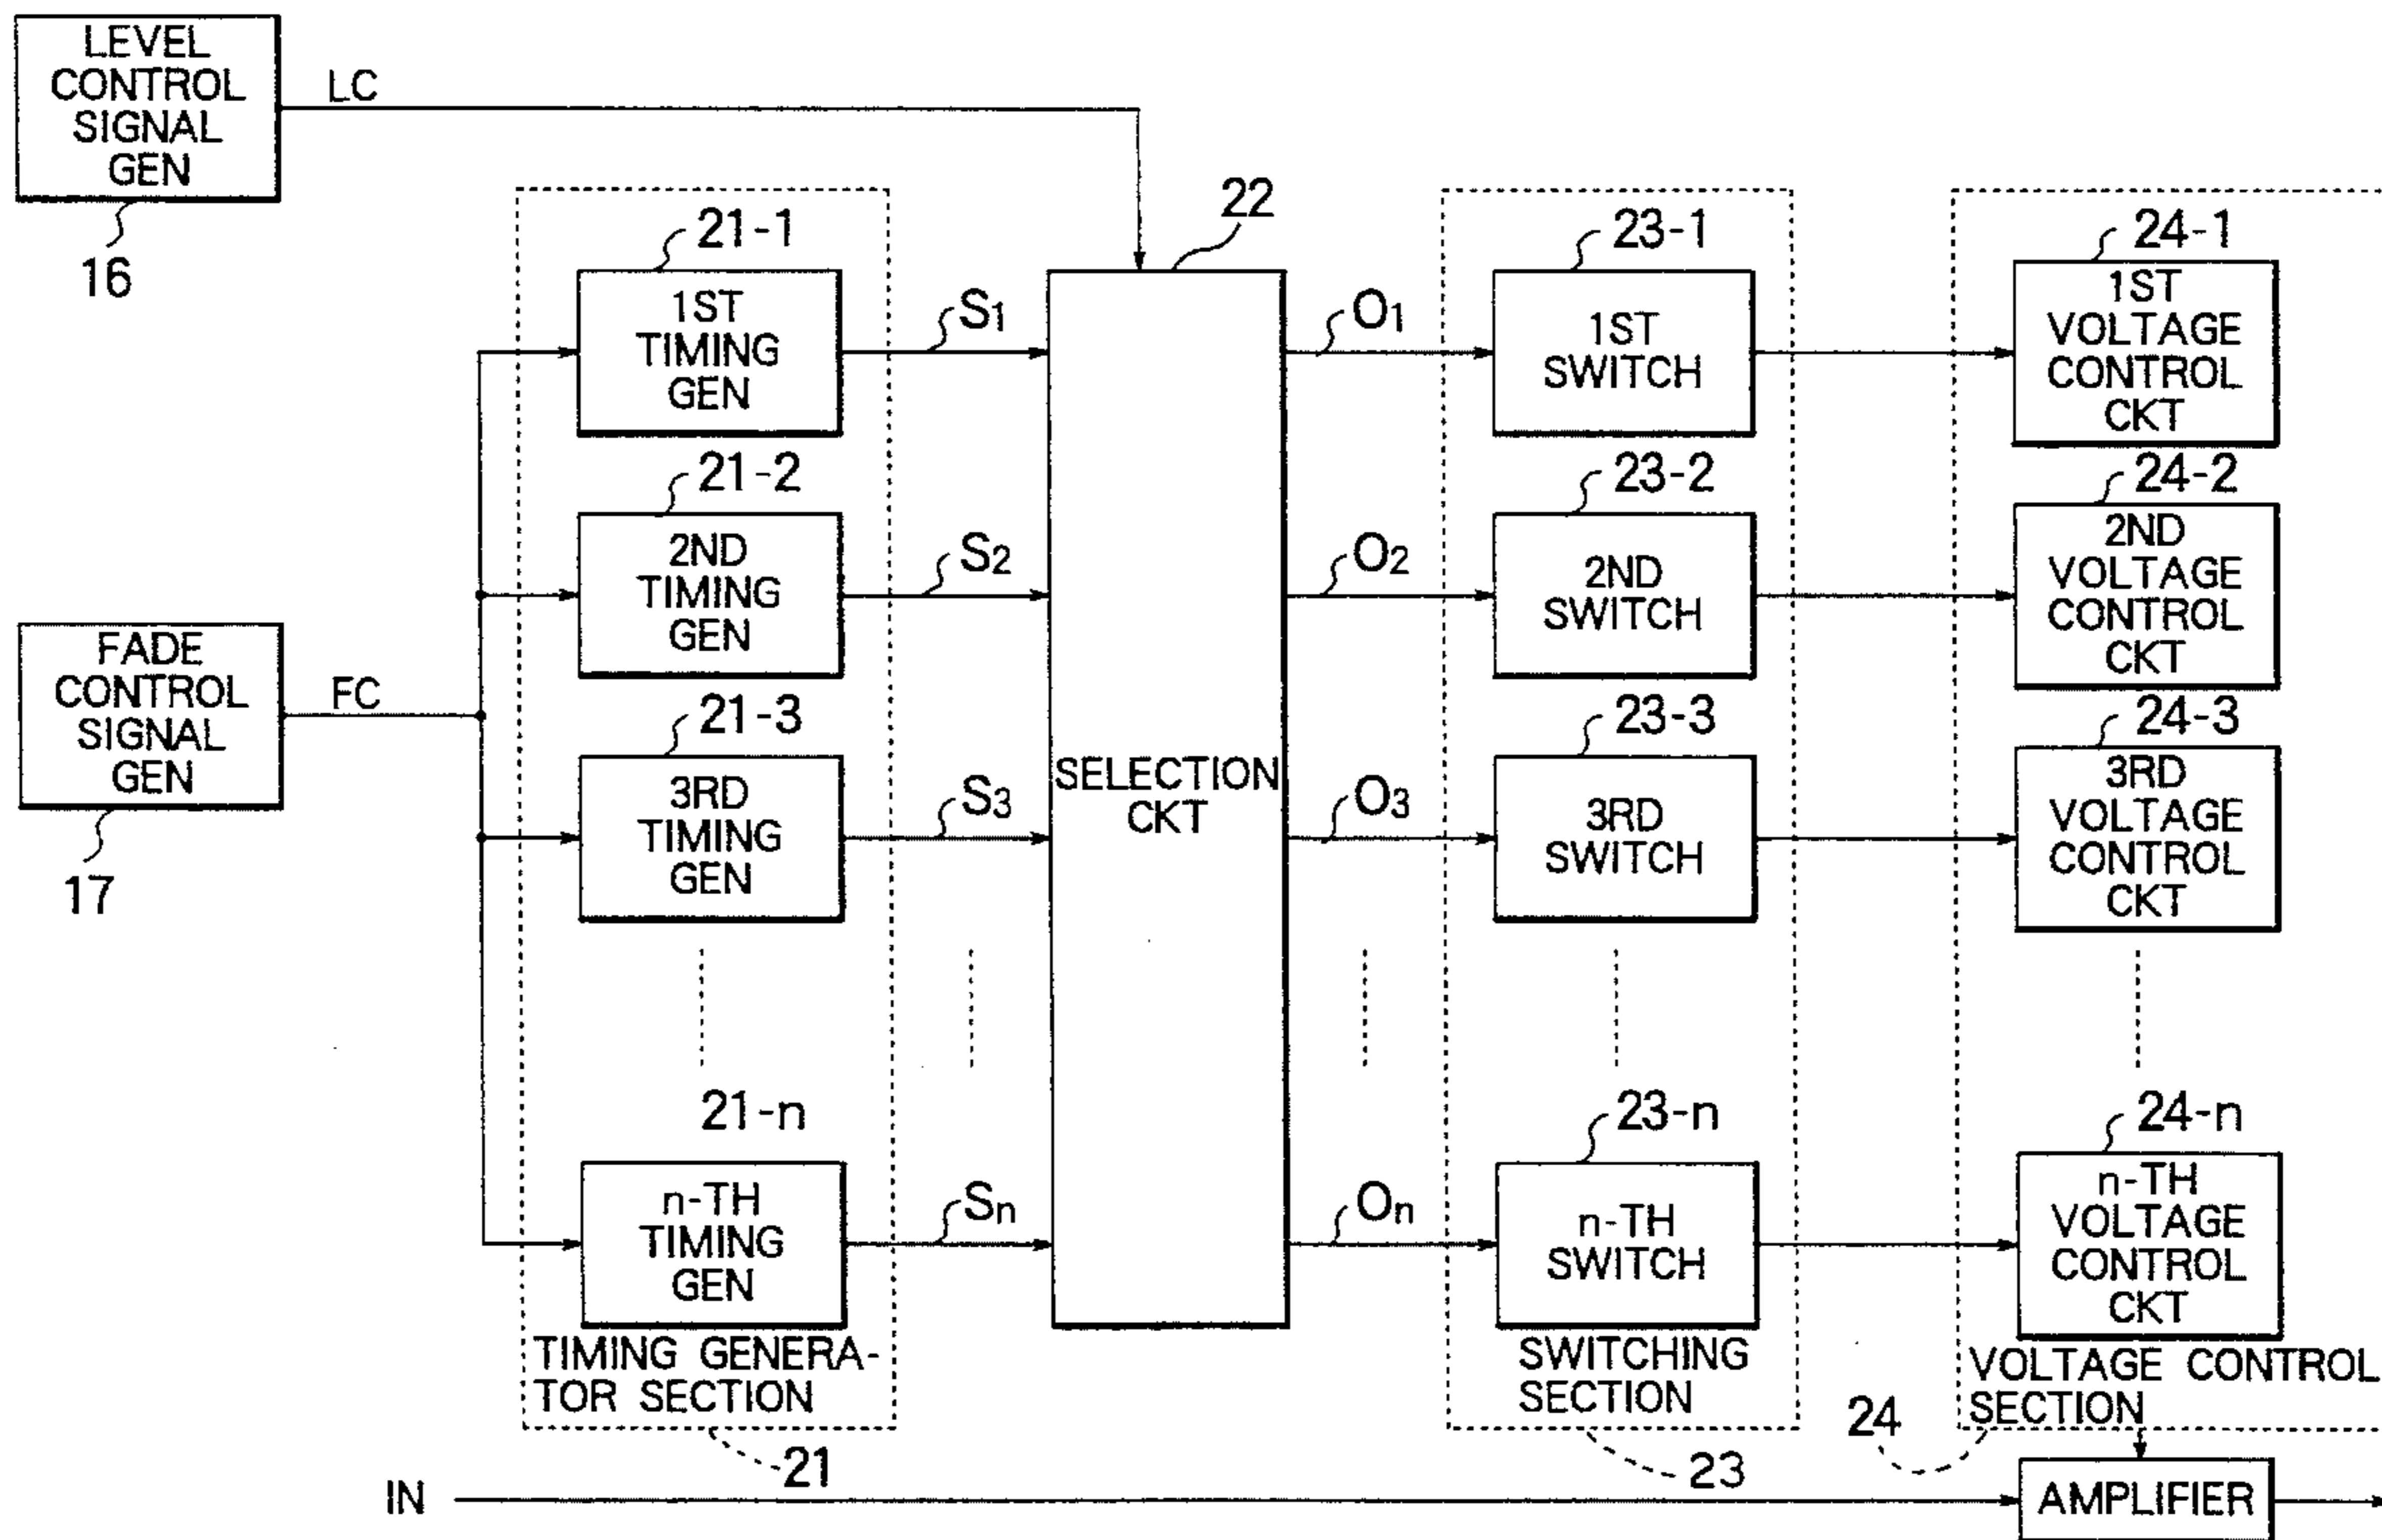 LEVEL
CONTROL
SIGNAL
GEN
LC
16
FADE
CONTROL
SIGNAL
GEN
FC
17
21-1
1ST
TIMING
GEN
S1
21-2
2ND
TIMING
GEN
S2
21-3
3RD
TIMING
GEN
S3
21-n
n-TH
TIMING
GEN
Sn
TIMING GENERA-
TOR SECTION
21
22
SELECTION
CKT
O1
O2
O3
On
23-1
1ST
SWITCH
23-2
2ND
SWITCH
23-3
3RD
SWITCH
23-n
n-TH
SWITCH
SWITCHING
SECTION
23
24-1
1ST
VOLTAGE
CONTROL
CKT
24-2
2ND
VOLTAGE
CONTROL
CKT
24-3
3RD
VOLTAGE
CONTROL
CKT
24-n
n-TH
VOLTAGE
CONTROL
CKT
VOLTAGE CONTROL
SECTION
24
IN
AMPLIFIER